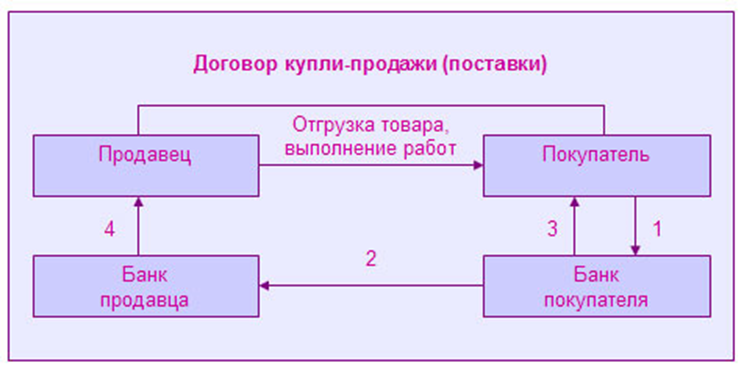 Договор купли-продажи (поставки)
Отгрузка товара,
выполнение работ
Продавец
Покупатель
4
3
1
2
Банк
продавца
Банк
покупателя